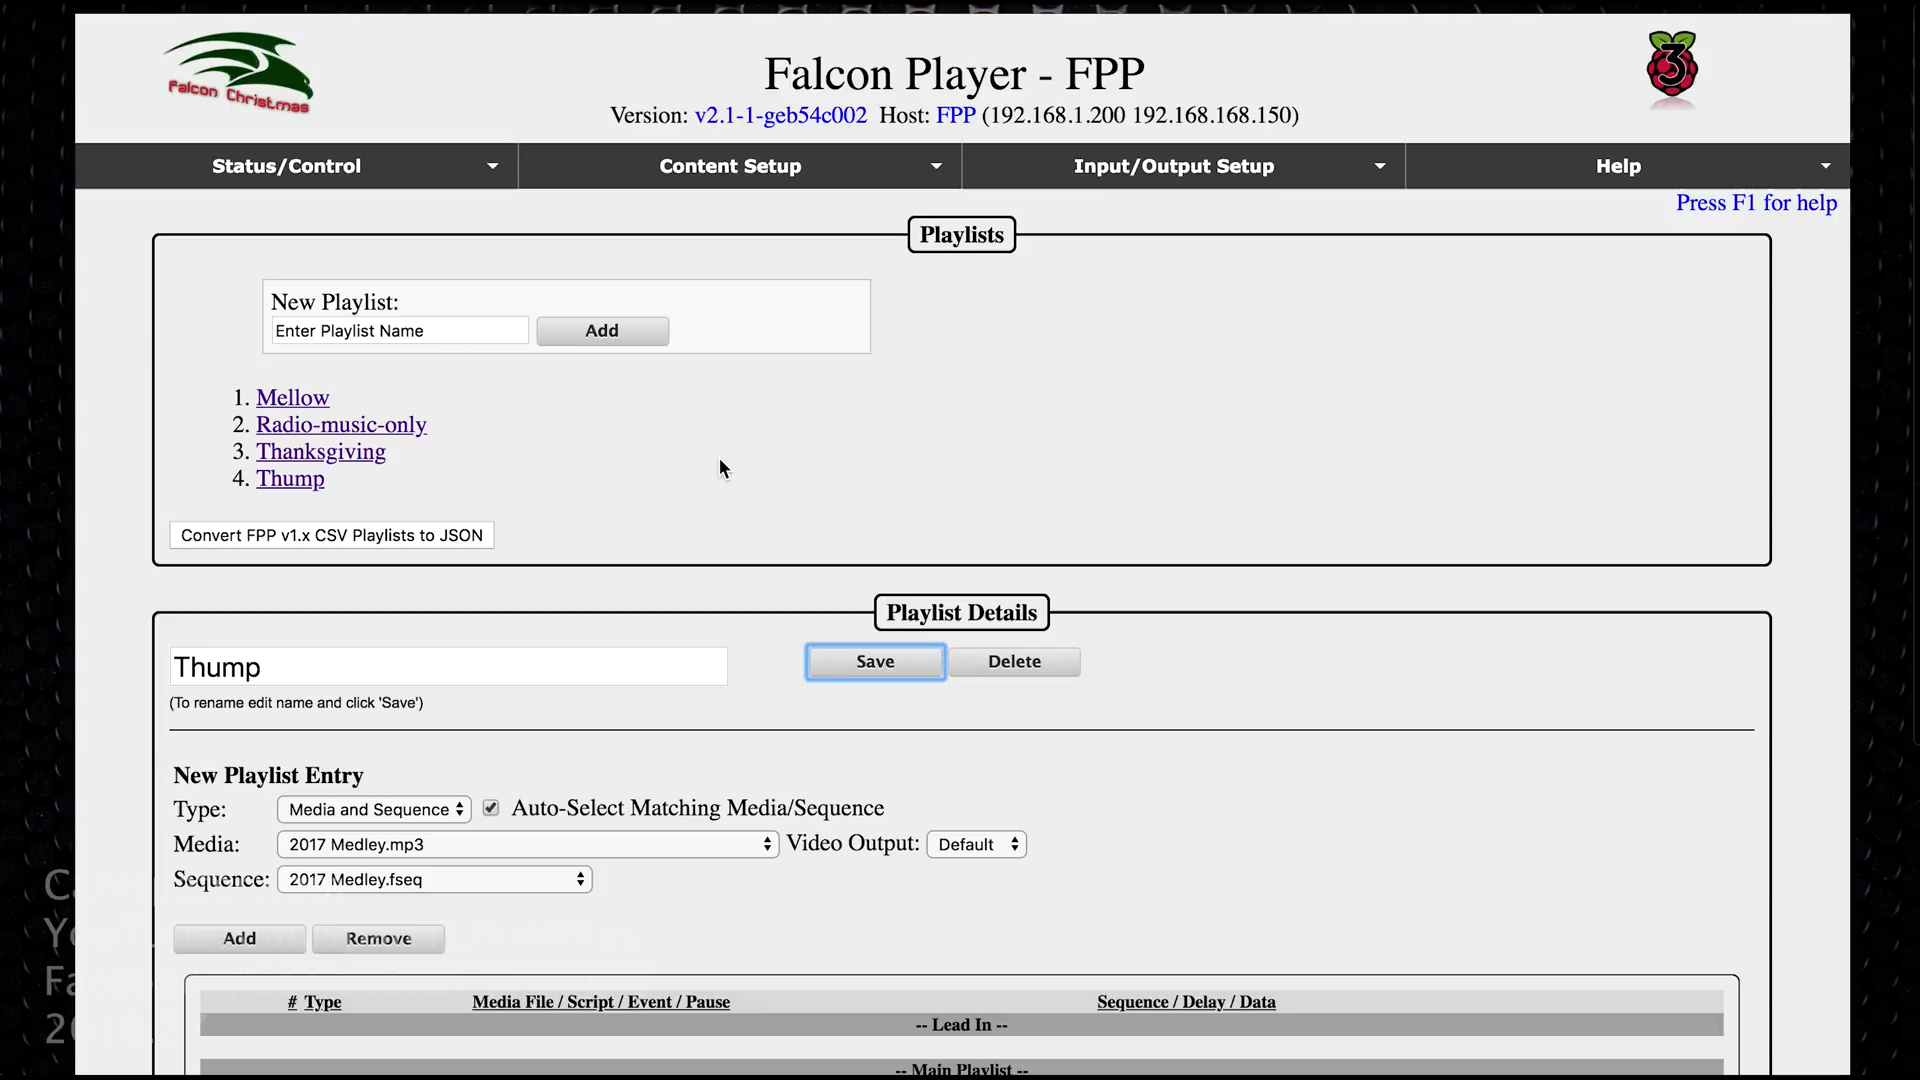 Falcon Christmas
Falcon Player - FPP
3
Version: v2.1-1-geb54c002 Host: FPP (192.168.1.200 192.168.168.150)
Status/Control
Content Setup
Input/Output Setup
Help
Press F1 for help
Playlists
New Playlist:
Enter Playlist Name
Add
1. Mellow
2. Radio-music-only
3. Thanksgiving
4. Thump
Convert FPP v1.x CSV Playlists to JSON
Playlist Details
Thump
Save
Delete
(To rename edit name and click 'Save')
New Playlist Entry
Type: Media and Sequence Auto-Select Matching Media/Sequence
Media: 2017 Medley.mp3 Video Output: Default
Sequence: 2017 Medley.fseq
Add
Remove
# Type Media File / Script / Event / Pause Sequence / Delay / Data
-- Lead In --
-- Main Playlist --